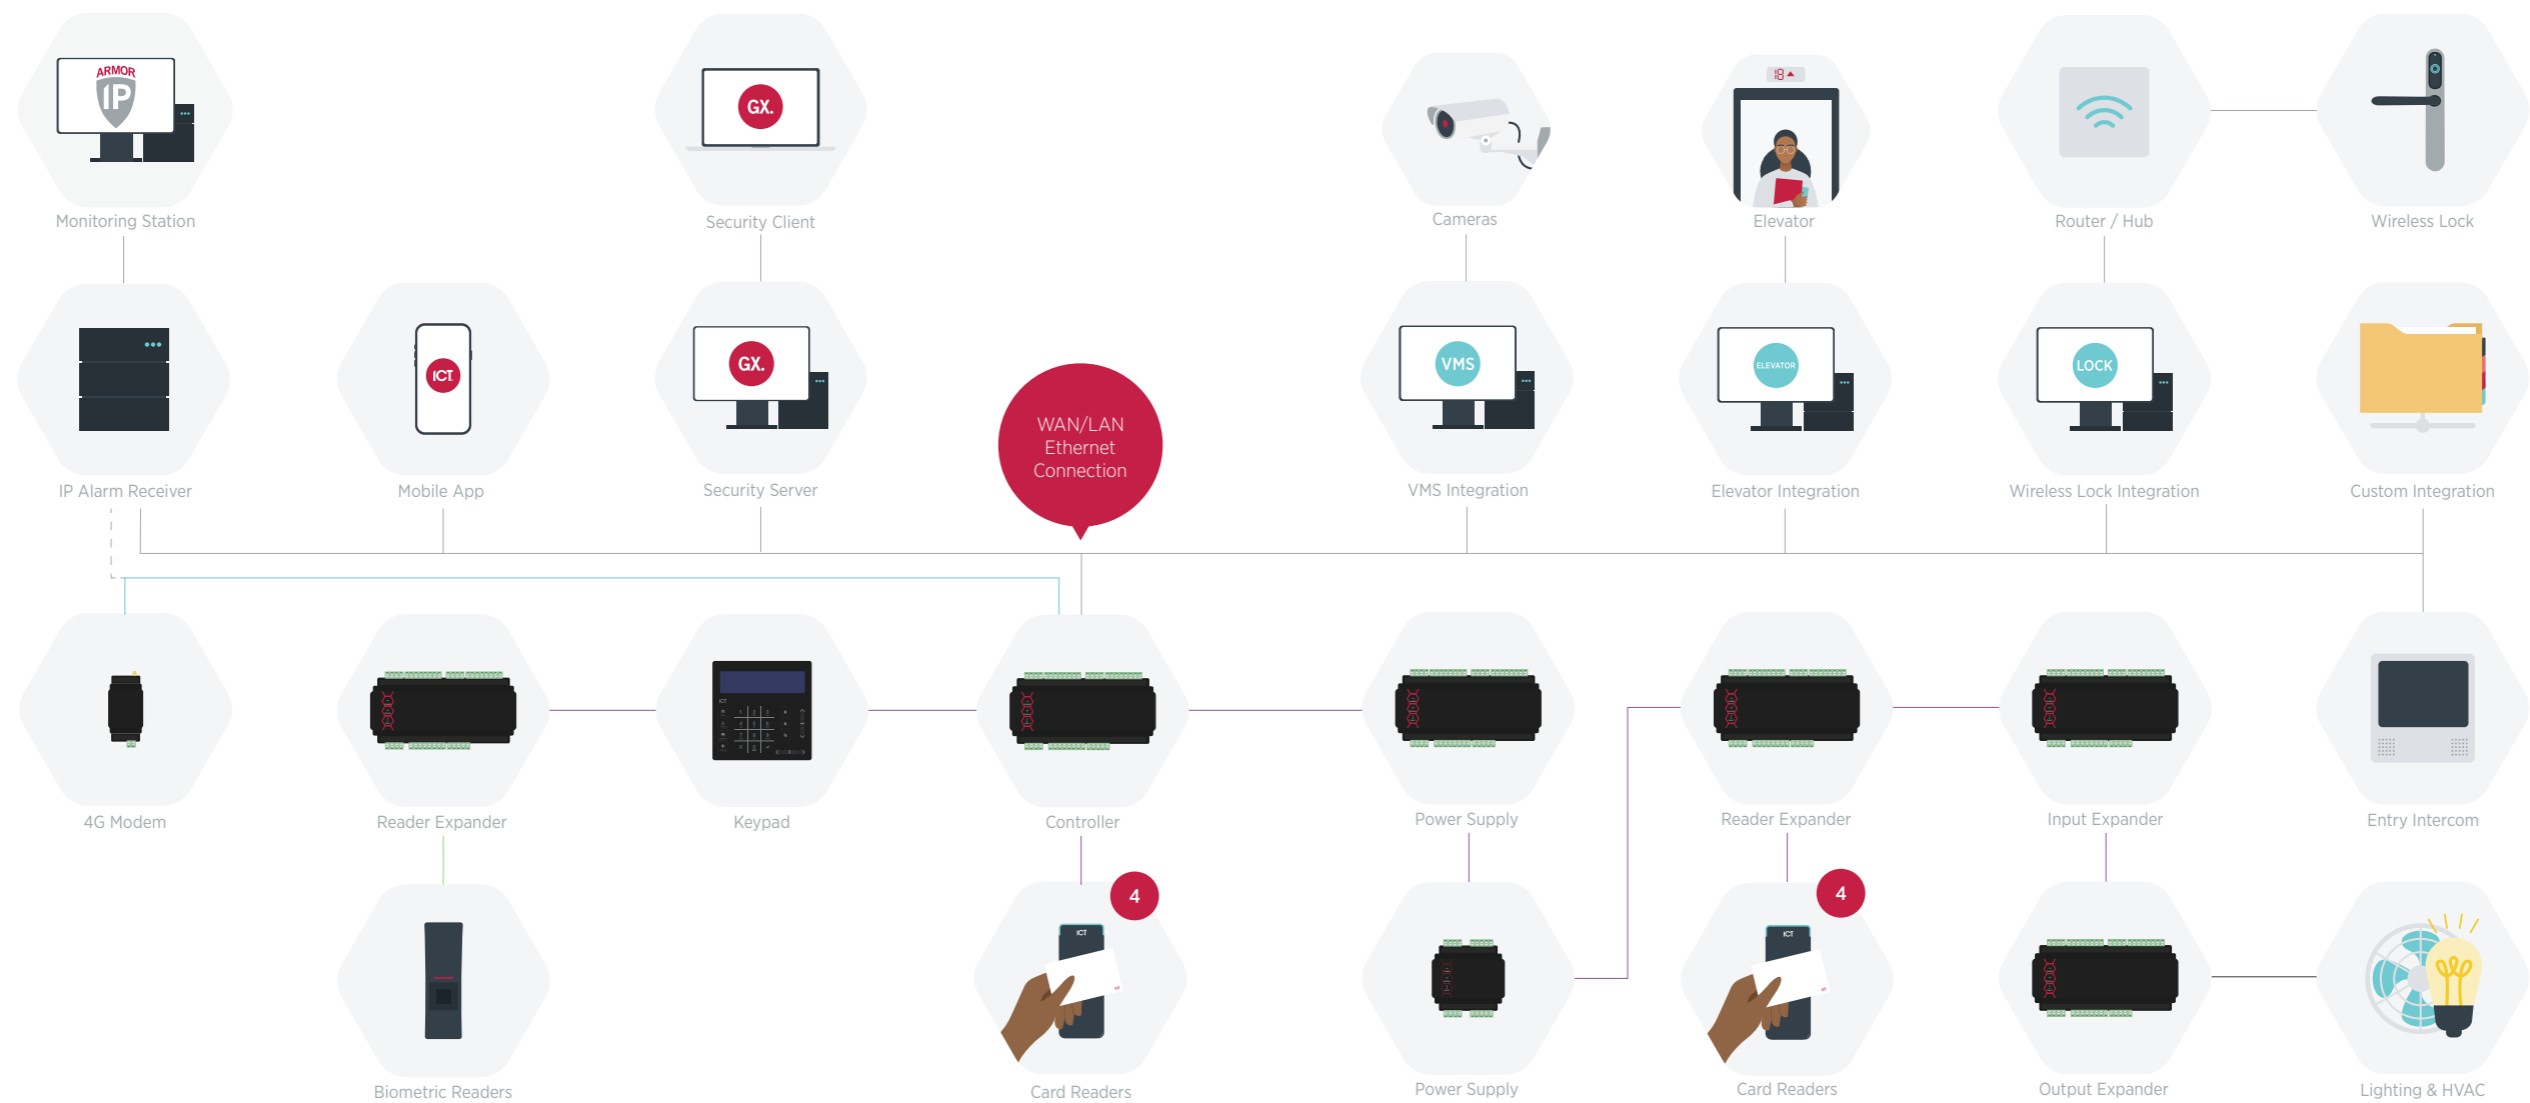 ARMOR
IP
GX.
18
Monitoring Station
Security Client
Cameras
Elevator
Router / Hub
Wireless Lock
ICT
GX.
VMS
ELEVATOR
LOCK
IP Alarm Receiver
Mobile App
Security Server
WAN/LAN
Ethernet
Connection
VMS Integration
Elevator Integration
Wireless Lock Integration
Custom Integration
ICT
4G Modem
Reader Expander
Keypad
Controller
Power Supply
Reader Expander
Input Expander
Entry Intercom
4
ICT
4
ICT
Biometric Readers
Card Readers
Power Supply
Card Readers
Output Expander
Lighting & HVAC